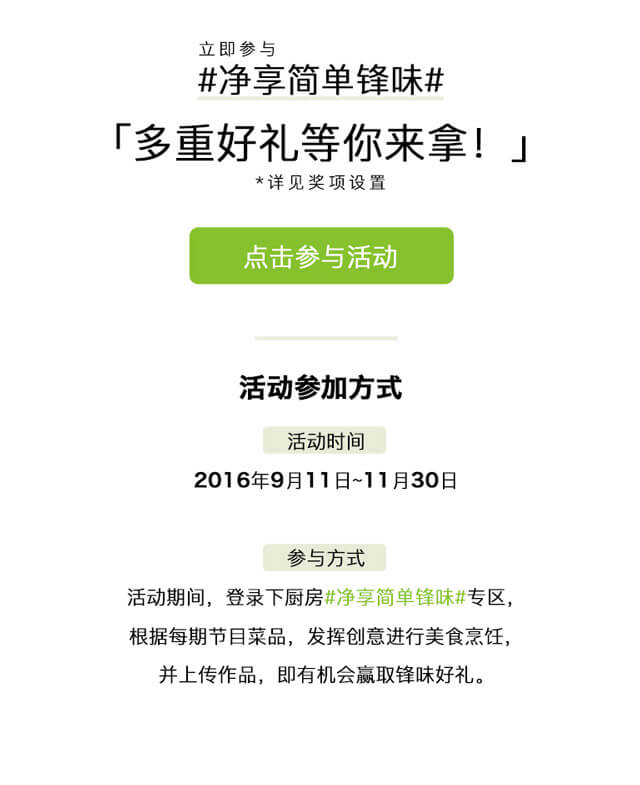 立即参与
#净享简单锋味#
「多重好礼等你来拿！」
*详见奖项设置
点击参与活动
活动参加方式
活动时间
2016年9月11日~11月30日
参与方式
活动期间，登录下厨房#净享简单锋味#专区，
根据每期节目菜品，发挥创意进行美食烹饪，
并上传作品，即有机会赢取锋味好礼。